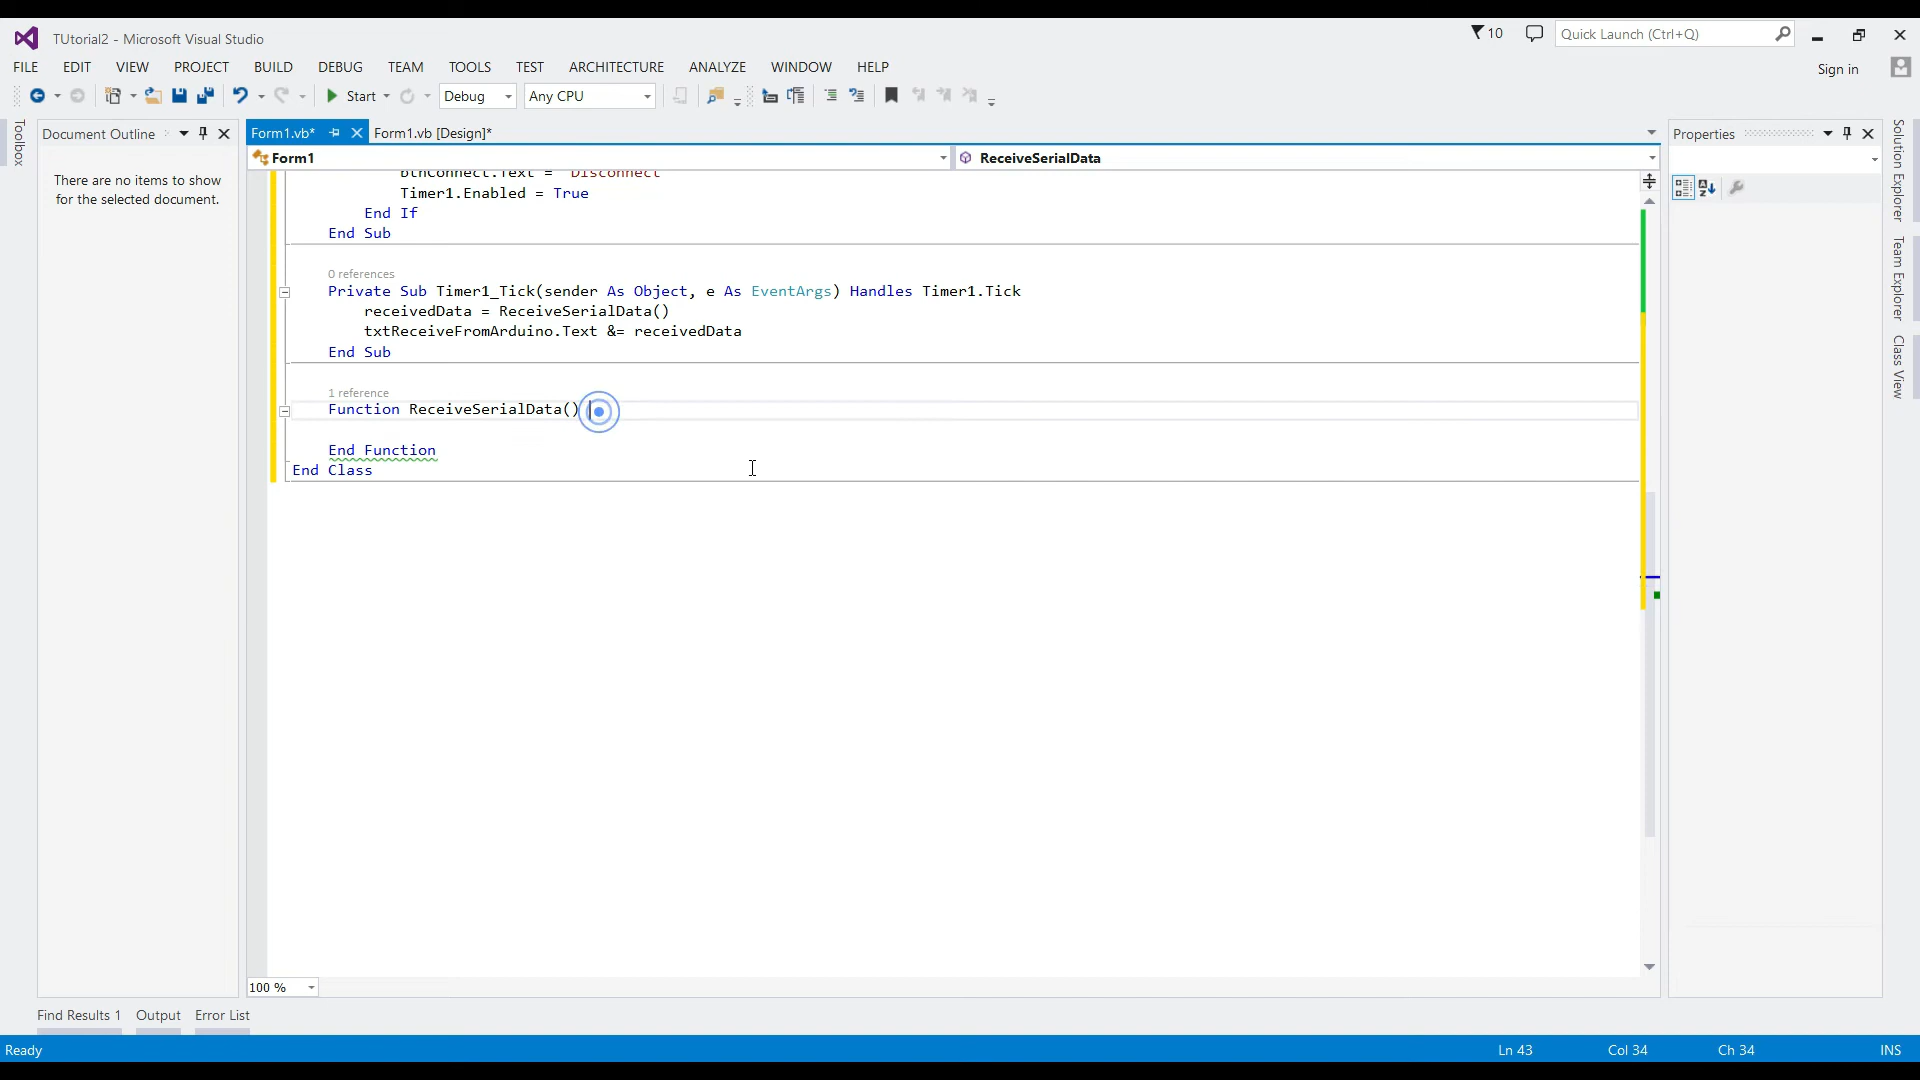 TUtorial2 - Microsoft Visual Studio
10
Quick Launch (Ctrl+Q)
FILE EDIT VIEW PROJECT BUILD DEBUG TEAM TOOLS TEST ARCHITECTURE ANALYZE WINDOW HELP
Sign in
Start Debug Any CPU
Toolbox
Document Outline
There are no items to show
for the selected document.
Form1.vb* Form1.vb [Design]*
Form1 ReceiveSerialData
btnConnect.Text = "Disconnect"
Timer1.Enabled = True
End If
End Sub
0 references
Private Sub Timer1_Tick(sender As Object, e As EventArgs) Handles Timer1.Tick
receivedData = ReceiveSerialData()
txtReceiveFromArduino.Text &= receivedData
End Sub
1 reference
Function ReceiveSerialData()
End Function
End Class
100 %
Properties
Solution Explorer
Team Explorer
Class View
Find Results 1 Output Error List
Ready Ln 43 Col 34 Ch 34 INS